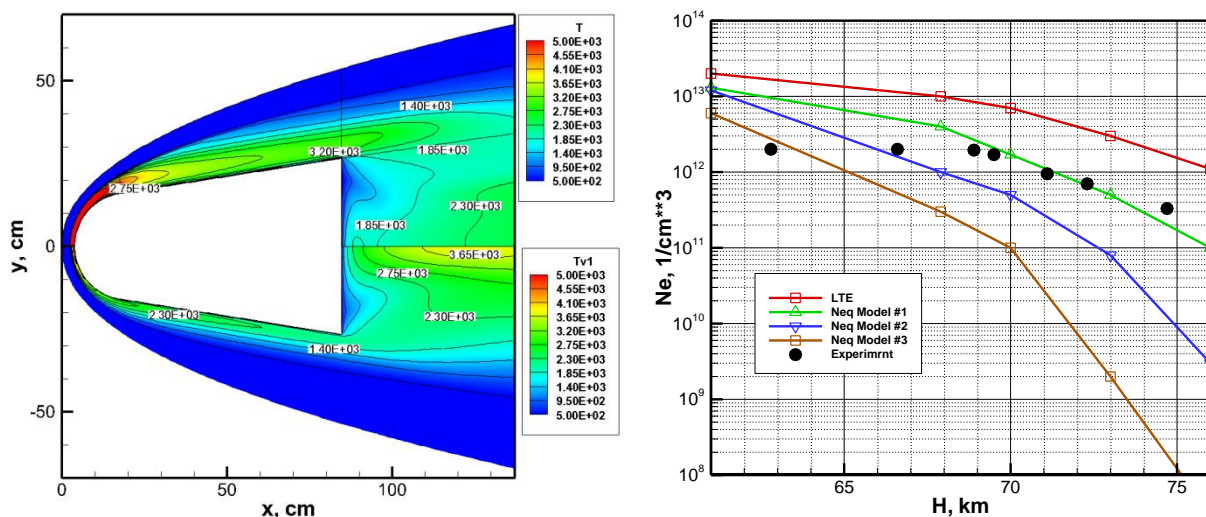 T
5.00E+03
4.55E+03
4.10E+03
3.65E+03
3.20E+03
2.75E+03
2.30E+03
1.85E+03
1.40E+03
9.50E+02
5.00E+02
Tv1
5.00E+03
4.55E+03
4.10E+03
3.65E+03
3.20E+03
2.75E+03
2.30E+03
1.85E+03
1.40E+03
9.50E+02
5.00E+02
1.40E+03
3.20E+03
1.85E+03
2.75E+03
2.30E+03
1.85E+03
3.65E+03
2.75E+03
2.30E+03
2.30E+03
1.40E+03
50
0
-50
y, cm
0
50
100
x, cm
10^14
10^13
10^12
10^11
10^10
10^9
10^8
Ne, 1/cm**3
LTE
Neq Model #1
Neq Model #2
Neq Model #3
Experimrnt
65
70
75
H, km